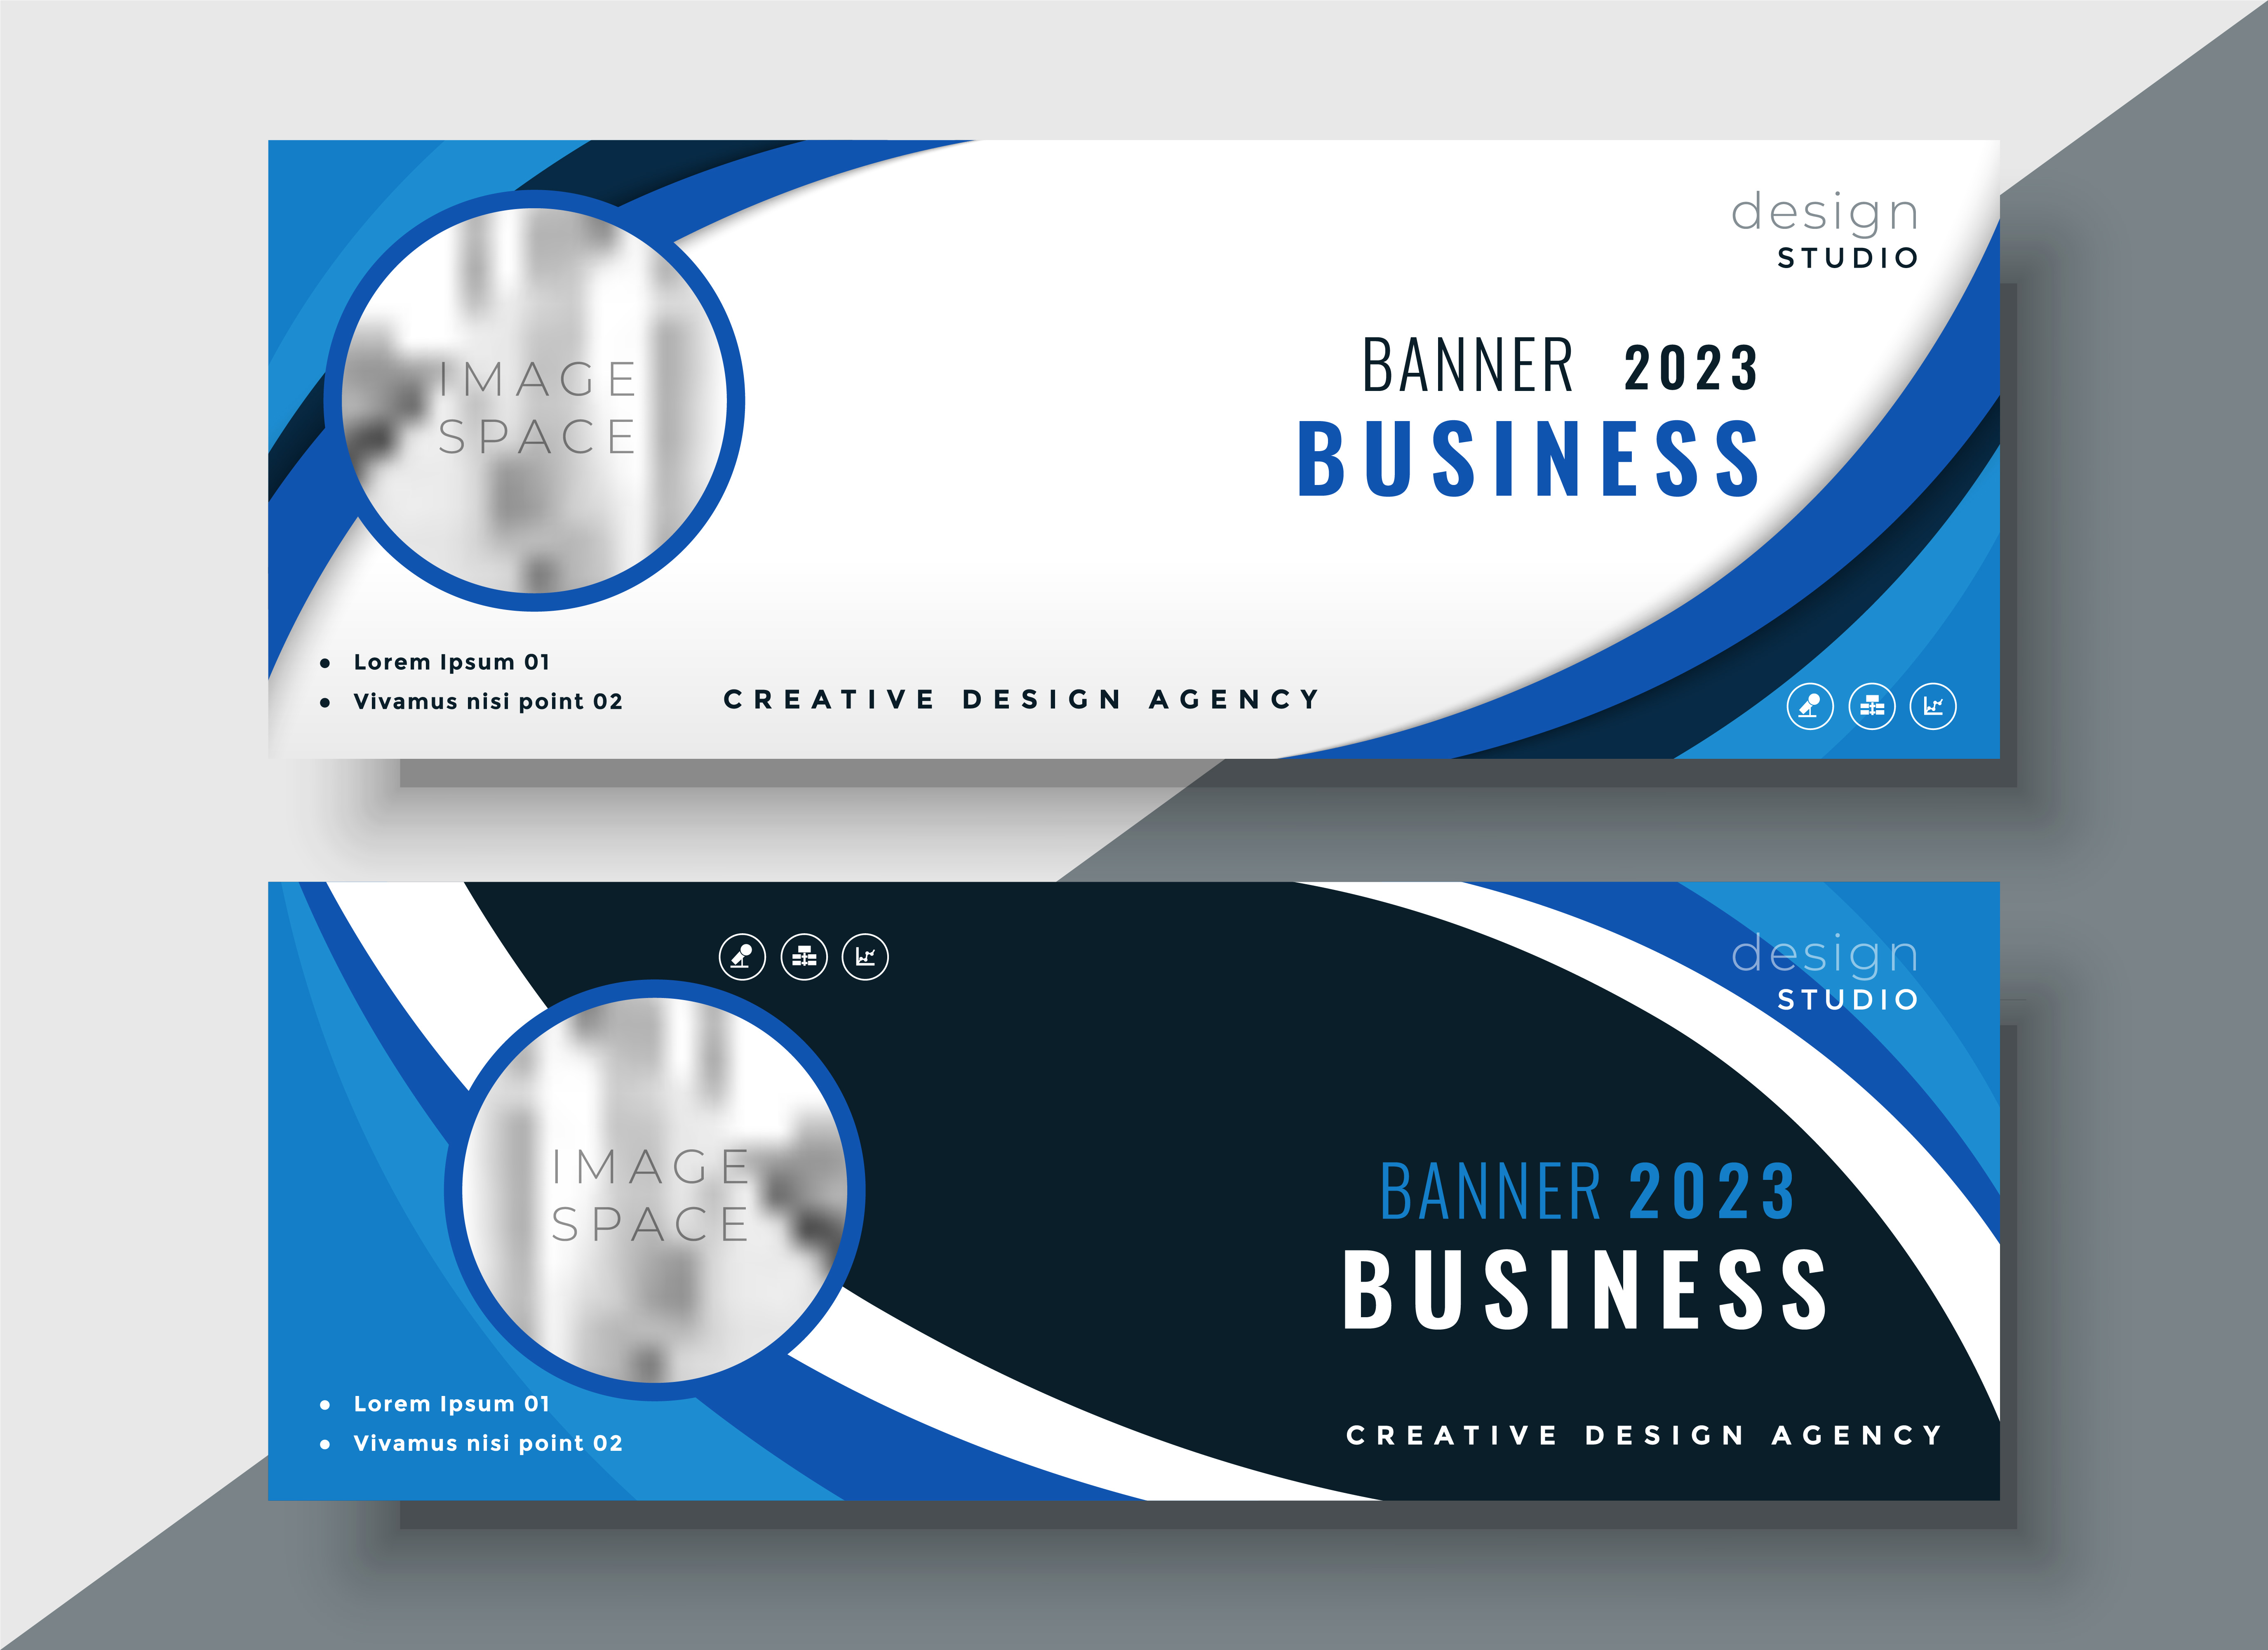 design
STUDIO
BANNER 2023
BUSINESS
IMAGE
SPACE
• Lorem Ipsum 01
• Vivamus nisi point 02
CREATIVE DESIGN AGENCY
design
STUDIO
IMAGE
SPACE
BANNER 2023
BUSINESS
• Lorem Ipsum 01
• Vivamus nisi point 02
CREATIVE DESIGN AGENCY